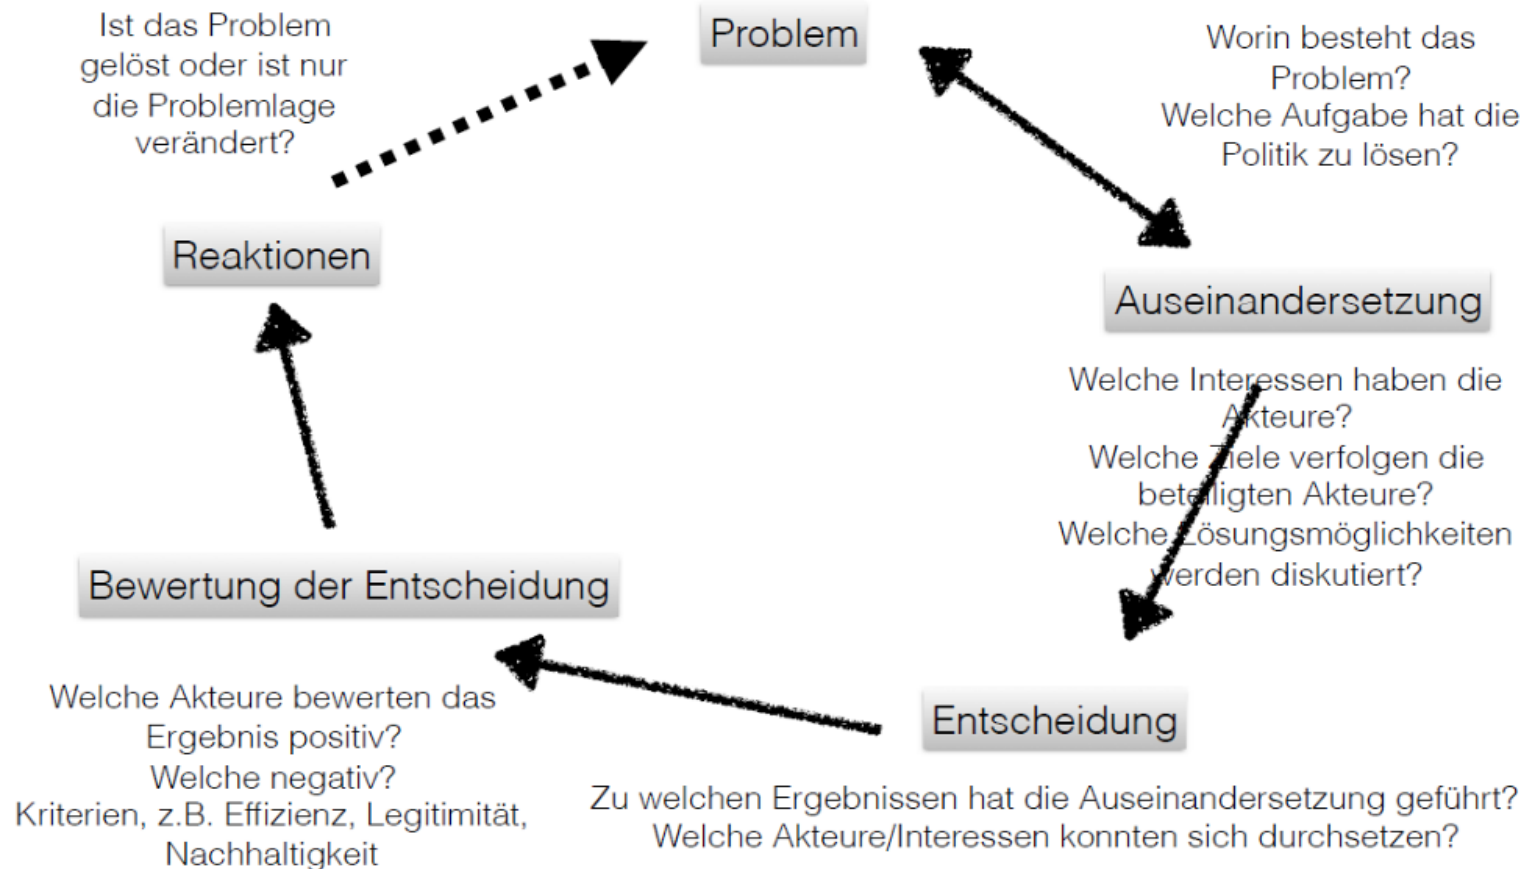 Problem
Worin besteht das
Problem?
Welche Aufgabe hat die
Politik zu lösen?
Auseinandersetzung
Welche Interessen haben die
Akteure?
Welche Ziele verfolgen die
beteiligten Akteure?
Welche Lösungsmöglichkeiten
werden diskutiert?
Entscheidung
Zu welchen Ergebnissen hat die Auseinandersetzung geführt?
Welche Akteure/Interessen konnten sich durchsetzen?
Bewertung der Entscheidung
Welche Akteure bewerten das
Ergebnis positiv?
Welche negativ?
Kriterien, z.B. Effizienz, Legitimität,
Nachhaltigkeit
Reaktionen
Ist das Problem
gelöst oder ist nur
die Problemlage
verändert?